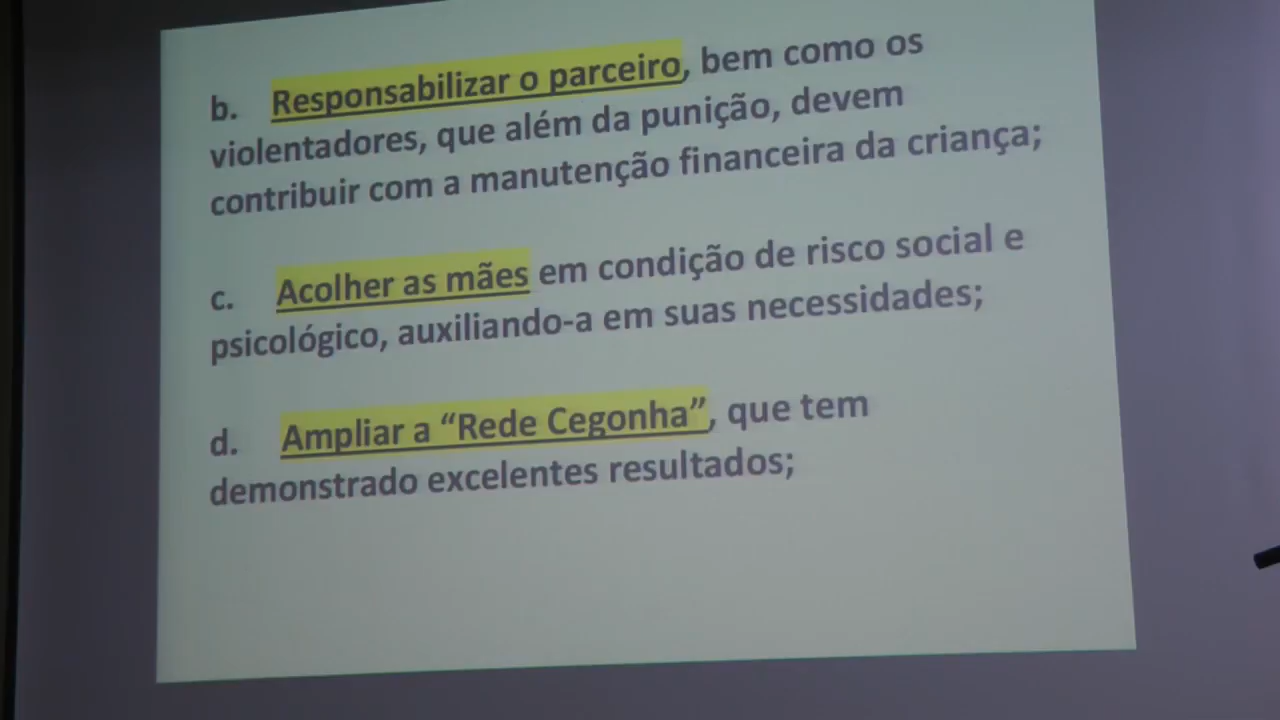 b. Responsabilizar o parceiro, bem como os
violentadores, que além da punição, devem
contribuir com a manutenção financeira da criança;
c. Acolher as mães em condição de risco social e
psicológico, auxiliando-a em suas necessidades;
d. Ampliar a “Rede Cegonha”, que tem
demonstrado excelentes resultados;